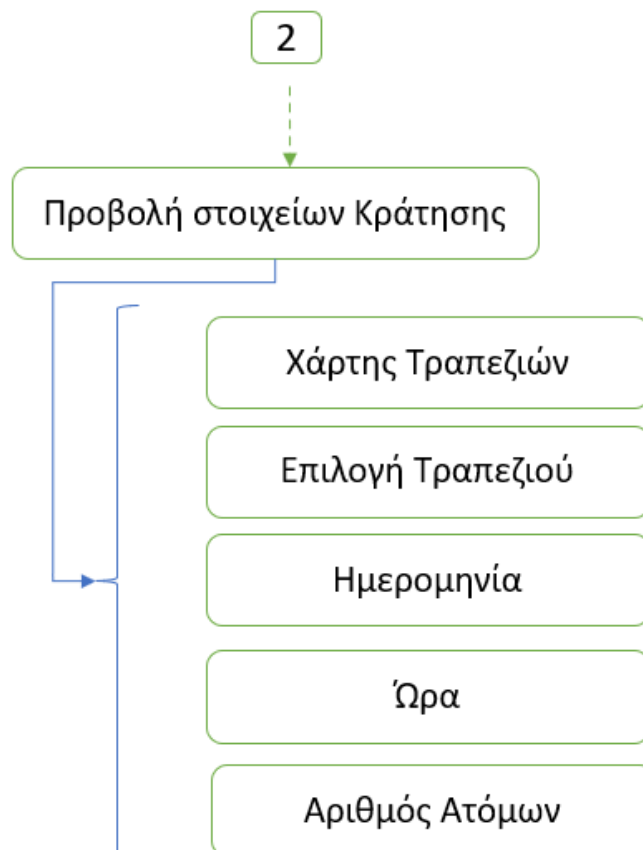 2
Προβολή στοιχείων Κράτησης
Χάρτης Τραπεζιών
Επιλογή Τραπεζιού
Ημερομηνία
Ώρα
Αριθμός Ατόμων